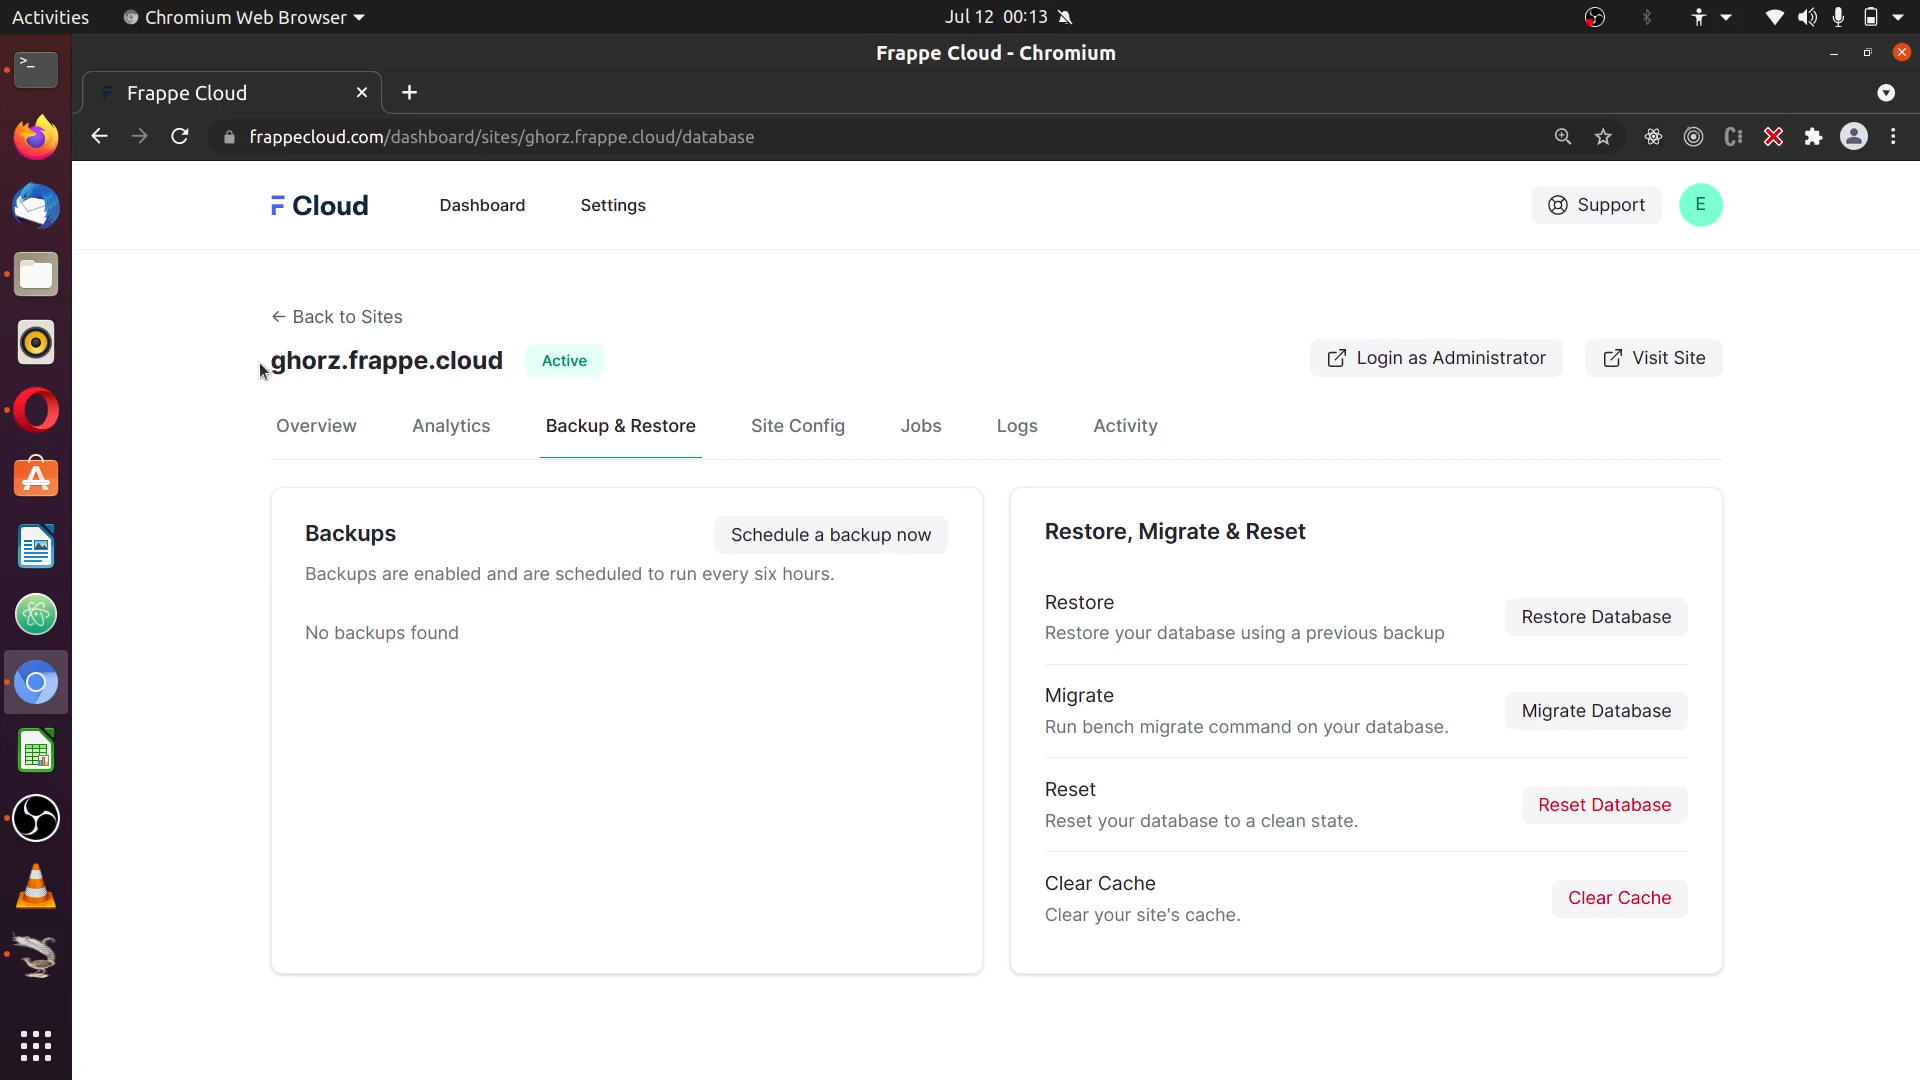 Activities
Chromium Web Browser
Jul 12 00:13
Frappe Cloud - Chromium
Frappe Cloud
frappecloud.com/dashboard/sites/ghorz.frappe.cloud/database
Cloud
Dashboard
Settings
Support
E
← Back to Sites
ghorz.frappe.cloud
Active
Login as Administrator
Visit Site
Overview
Analytics
Backup & Restore
Site Config
Jobs
Logs
Activity
Backups
Schedule a backup now
Backups are enabled and are scheduled to run every six hours.
No backups found
Restore, Migrate & Reset
Restore
Restore your database using a previous backup
Restore Database
Migrate
Run bench migrate command on your database.
Migrate Database
Reset
Reset your database to a clean state.
Reset Database
Clear Cache
Clear your site's cache.
Clear Cache